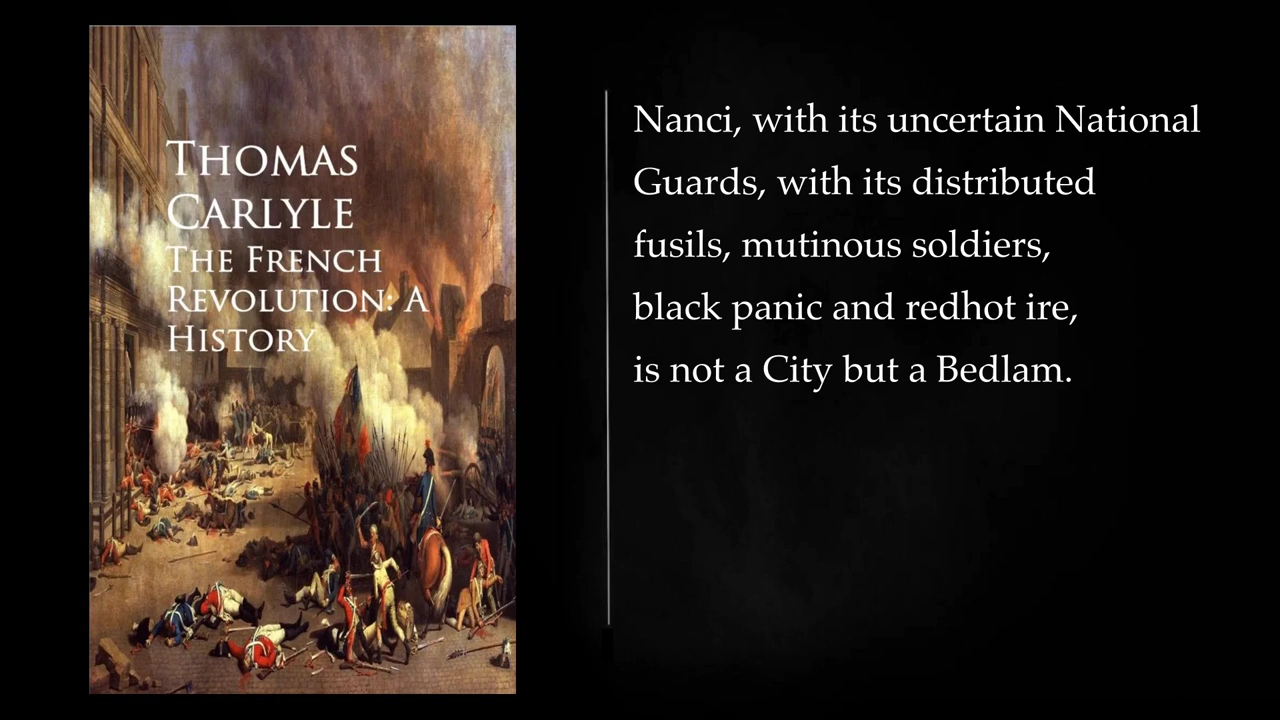 THOMAS
CARLYLE
THE FRENCH
REVOLUTION: A
HISTORY
Nanci, with its uncertain National
Guards, with its distributed
fusils, mutinous soldiers,
black panic and redhot ire,
is not a City but a Bedlam.